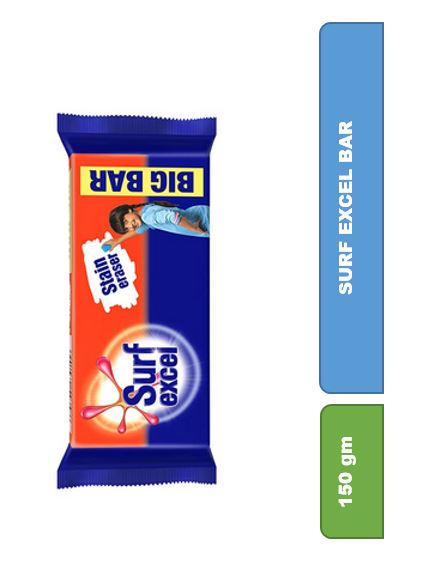 BIG BAR
Stain
eraser
Surf
excel
SURF EXCEL BAR
150 gm